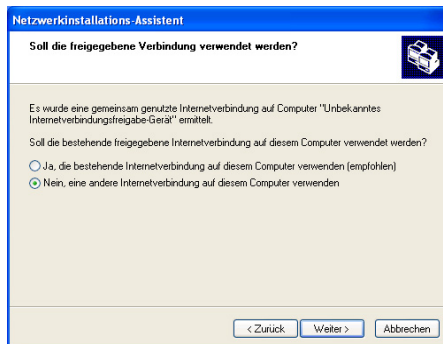 Netzwerkinstallations-Assistent
Soll die freigegebene Verbindung verwendet werden?
Es wurde eine gemeinsam genutzte Internetverbindung auf Computer "Unbekanntes
Internetverbindungsfreigabe-Gerät" ermittelt.
Soll die bestehende freigegebene Internetverbindung auf diesem Computer verwendet werden?
Ja, die bestehende Internetverbindung auf diesem Computer verwenden (empfohlen)
Nein, eine andere Internetverbindung auf diesem Computer verwenden
< Zurück Weiter > Abbrechen